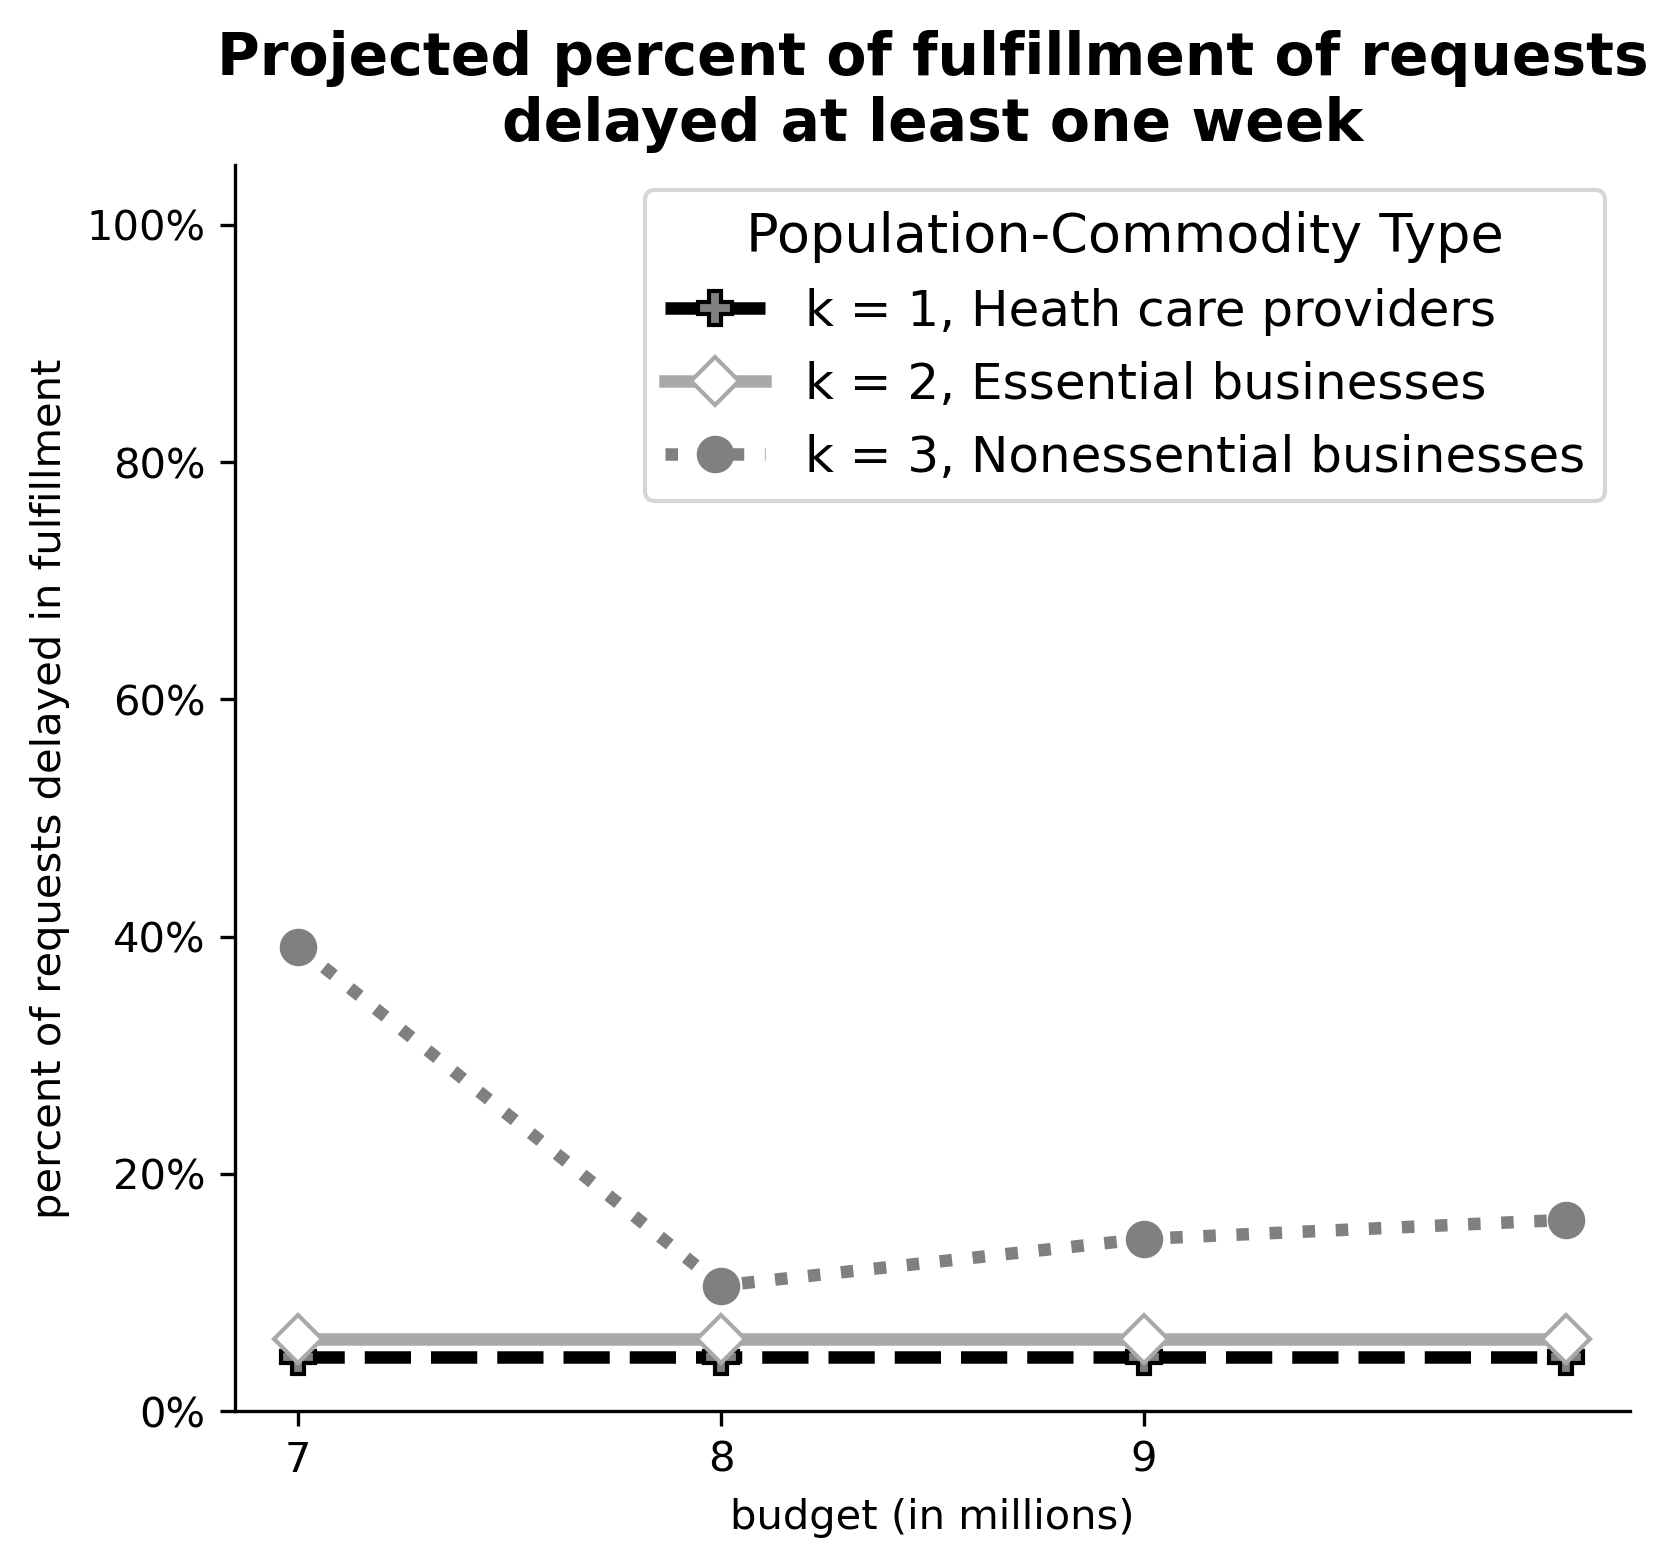 Projected percent of fulfillment of requests
delayed at least one week
percent of requests delayed in fulfillment
100%
80%
60%
40%
20%
0%
Population-Commodity Type
k = 1, Heath care providers
k = 2, Essential businesses
k = 3, Nonessential businesses
7
8
9
budget (in millions)